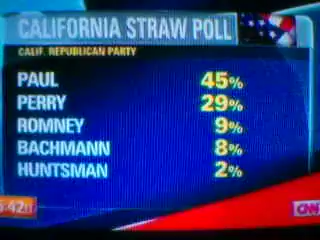 CALIFORNIA STRAW POLL
CALIF. REPUBLICAN PARTY
PAUL 45%
PERRY 29%
ROMNEY 9%
BACHMANN 8%
HUNTSMAN 2%
CNN